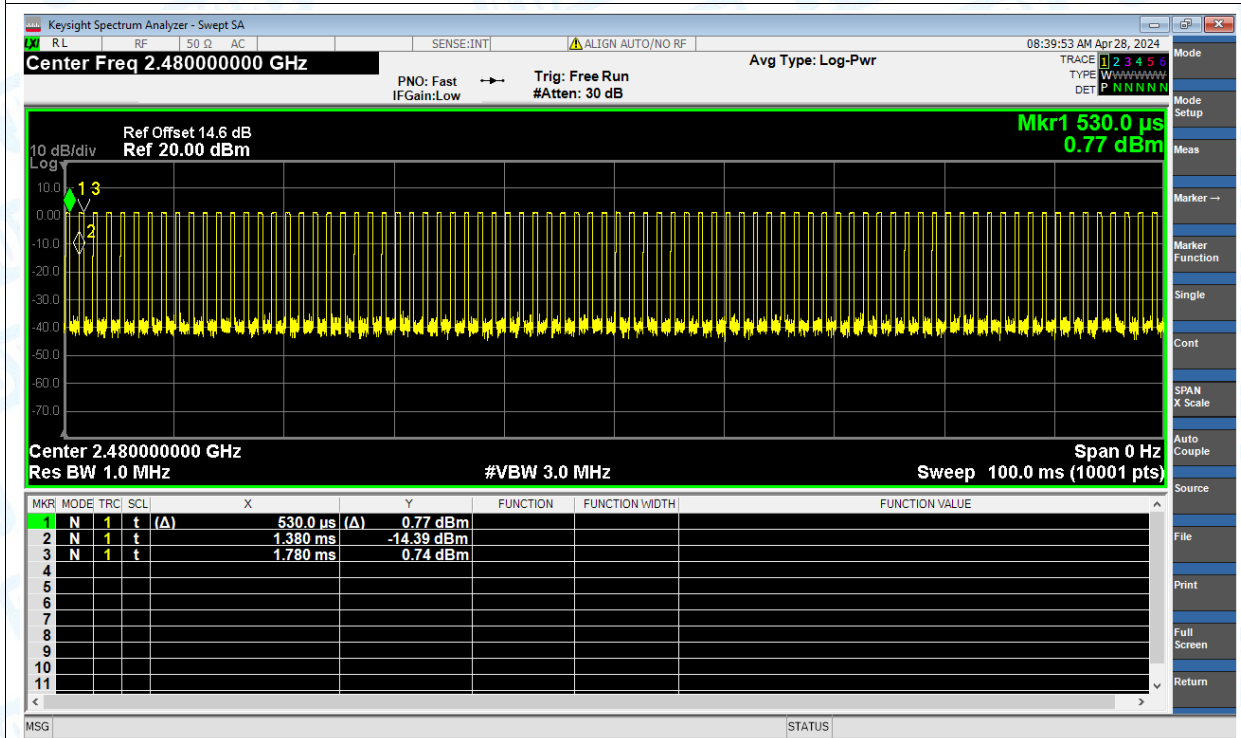 Keysight Spectrum Analyzer - Swept SA
LXI RL RF 50 Ω AC SENSE:INT ALIGN AUTO/NO RF 08:39:53 AM Apr 28, 2024
Center Freq 2.480000000 GHz Avg Type: Log-Pwr TRACE 1 2 3 4 5 6
PNO: Fast Trig: Free Run TYPE WWWWWW
IFGain:Low #Atten: 30 dB DET P N N N N N
Ref Offset 14.6 dB Mkr1 530.0 µs
10 dB/div Ref 20.00 dBm 0.77 dBm
Log
10.0
1 3
0.00
2
-10.0
-20.0
-30.0
-40.0
-50.0
-60.0
-70.0
Center 2.480000000 GHz Span 0 Hz
Res BW 1.0 MHz #VBW 3.0 MHz Sweep 100.0 ms (10001 pts)
MKR MODE TRC SCL X Y FUNCTION FUNCTION WIDTH FUNCTION VALUE
1 N 1 t (Δ) 530.0 µs (Δ) 0.77 dBm
2 N 1 t 1.380 ms -14.39 dBm
3 N 1 t 1.780 ms 0.74 dBm
4
5
6
7
8
9
10
11
MSG STATUS
Mode
Mode Setup
Meas
Marker →
Marker Function
Single
Cont
SPAN X Scale
Auto Couple
Source
File
Print
Full Screen
Return